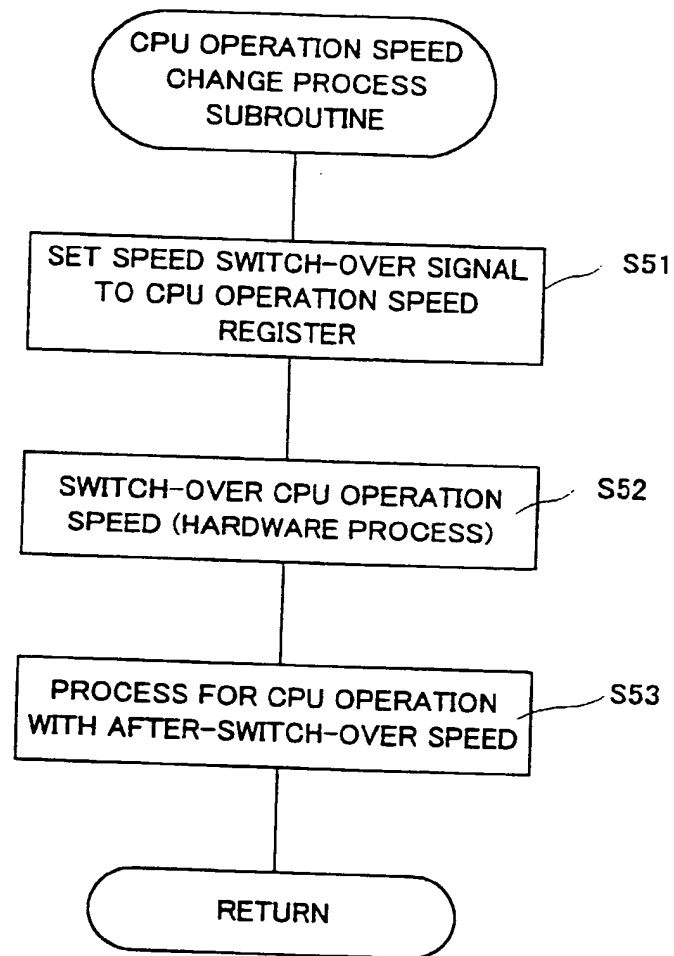 CPU OPERATION SPEED
CHANGE PROCESS
SUBROUTINE
SET SPEED SWITCH-OVER SIGNAL
TO CPU OPERATION SPEED
REGISTER
S51
SWITCH-OVER CPU OPERATION
SPEED (HARDWARE PROCESS)
S52
PROCESS FOR CPU OPERATION
WITH AFTER-SWITCH-OVER SPEED
S53
RETURN